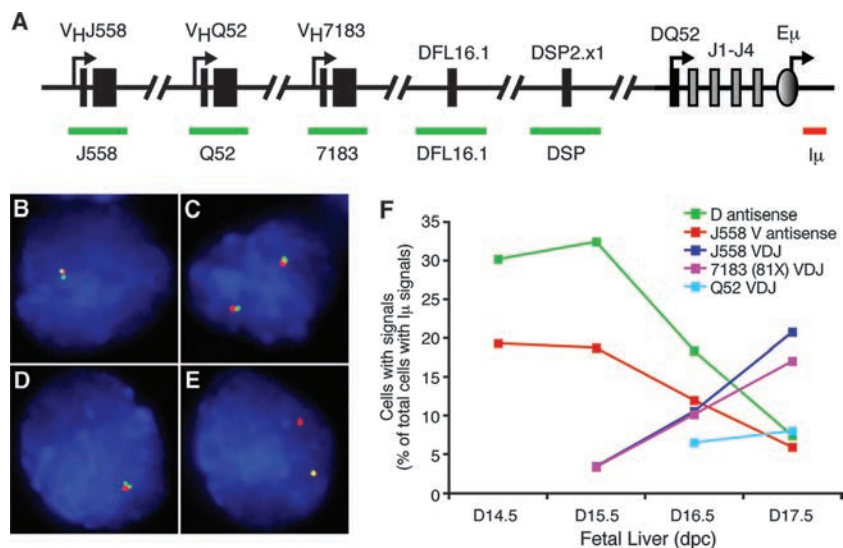 A
VHJ558 VHQ52 VH7183 DFL16.1 DSP2.x1 DQ52 J1-J4 Eμ
J558 Q52 7183 DFL16.1 DSP Iμ
B C
D E
F
Cells with signals
(% of total cells with Iμ signals)
35
30
25
20
15
10
5
0
D antisense
J558 V antisense
J558 VDJ
7183 (81X) VDJ
Q52 VDJ
D14.5 D15.5 D16.5 D17.5
Fetal Liver (dpc)